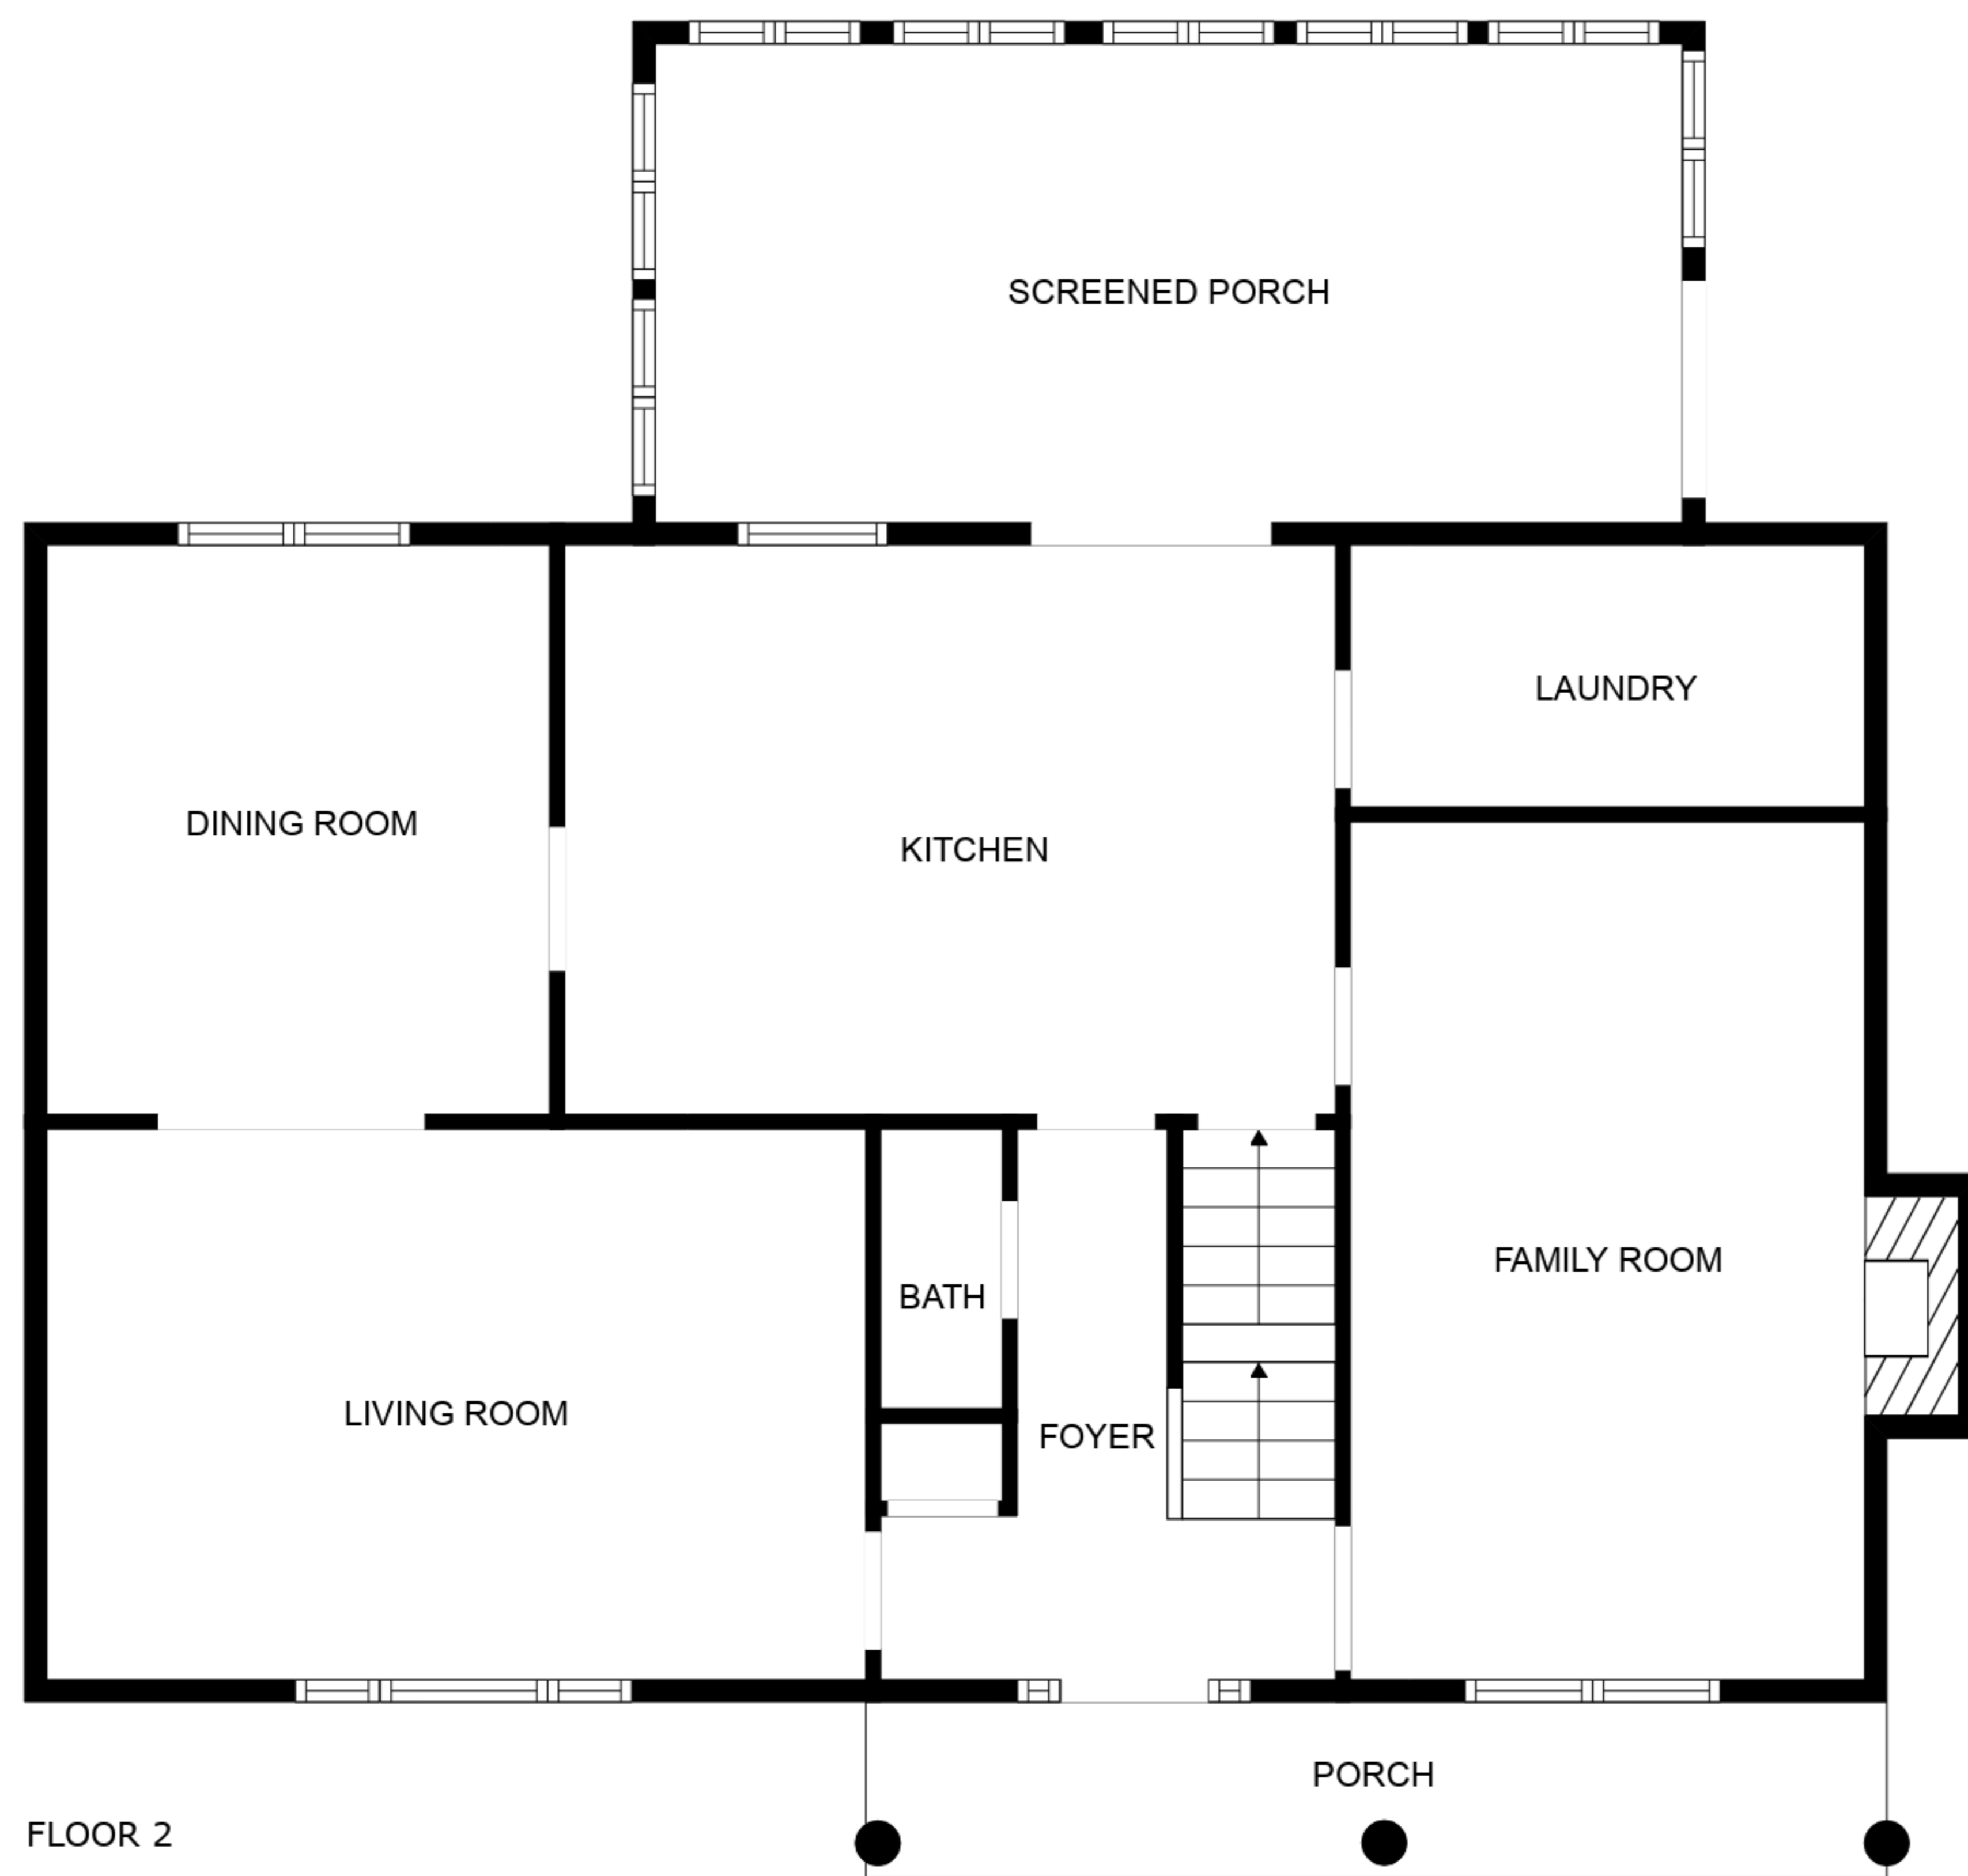 SCREENED PORCH
LAUNDRY
DINING ROOM
KITCHEN
FAMILY ROOM
BATH
LIVING ROOM
FOYER
PORCH
FLOOR 2